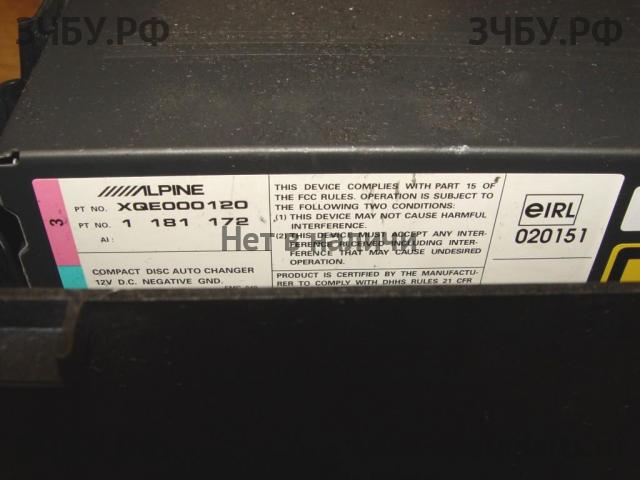 ЗЧБУ.РФ
ЗЧБУ.РФ
ALPINE
PT NO. XQE000120
PT NO. 1 181 172
AI:
3
COMPACT DISC AUTO CHANGER
12V D.C. NEGATIVE GND.
THIS DEVICE COMPLIES WITH PART 15 OF
THE FCC RULES. OPERATION IS SUBJECT TO
THE FOLLOWING TWO CONDITIONS:
(1) THIS DEVICE MAY NOT CAUSE HARMFUL
INTERFERENCE.
(2) THIS DEVICE MUST ACCEPT ANY INTER-
FERENCE RECEIVED INCLUDING INTER-
FERENCE THAT MAY CAUSE UNDESIRED
OPERATION.
PRODUCT IS CERTIFIED BY THE MANUFACTU-
RER TO COMPLY WITH DHHS RULES 21 CFR
eIRL
020151
Нет в наличии